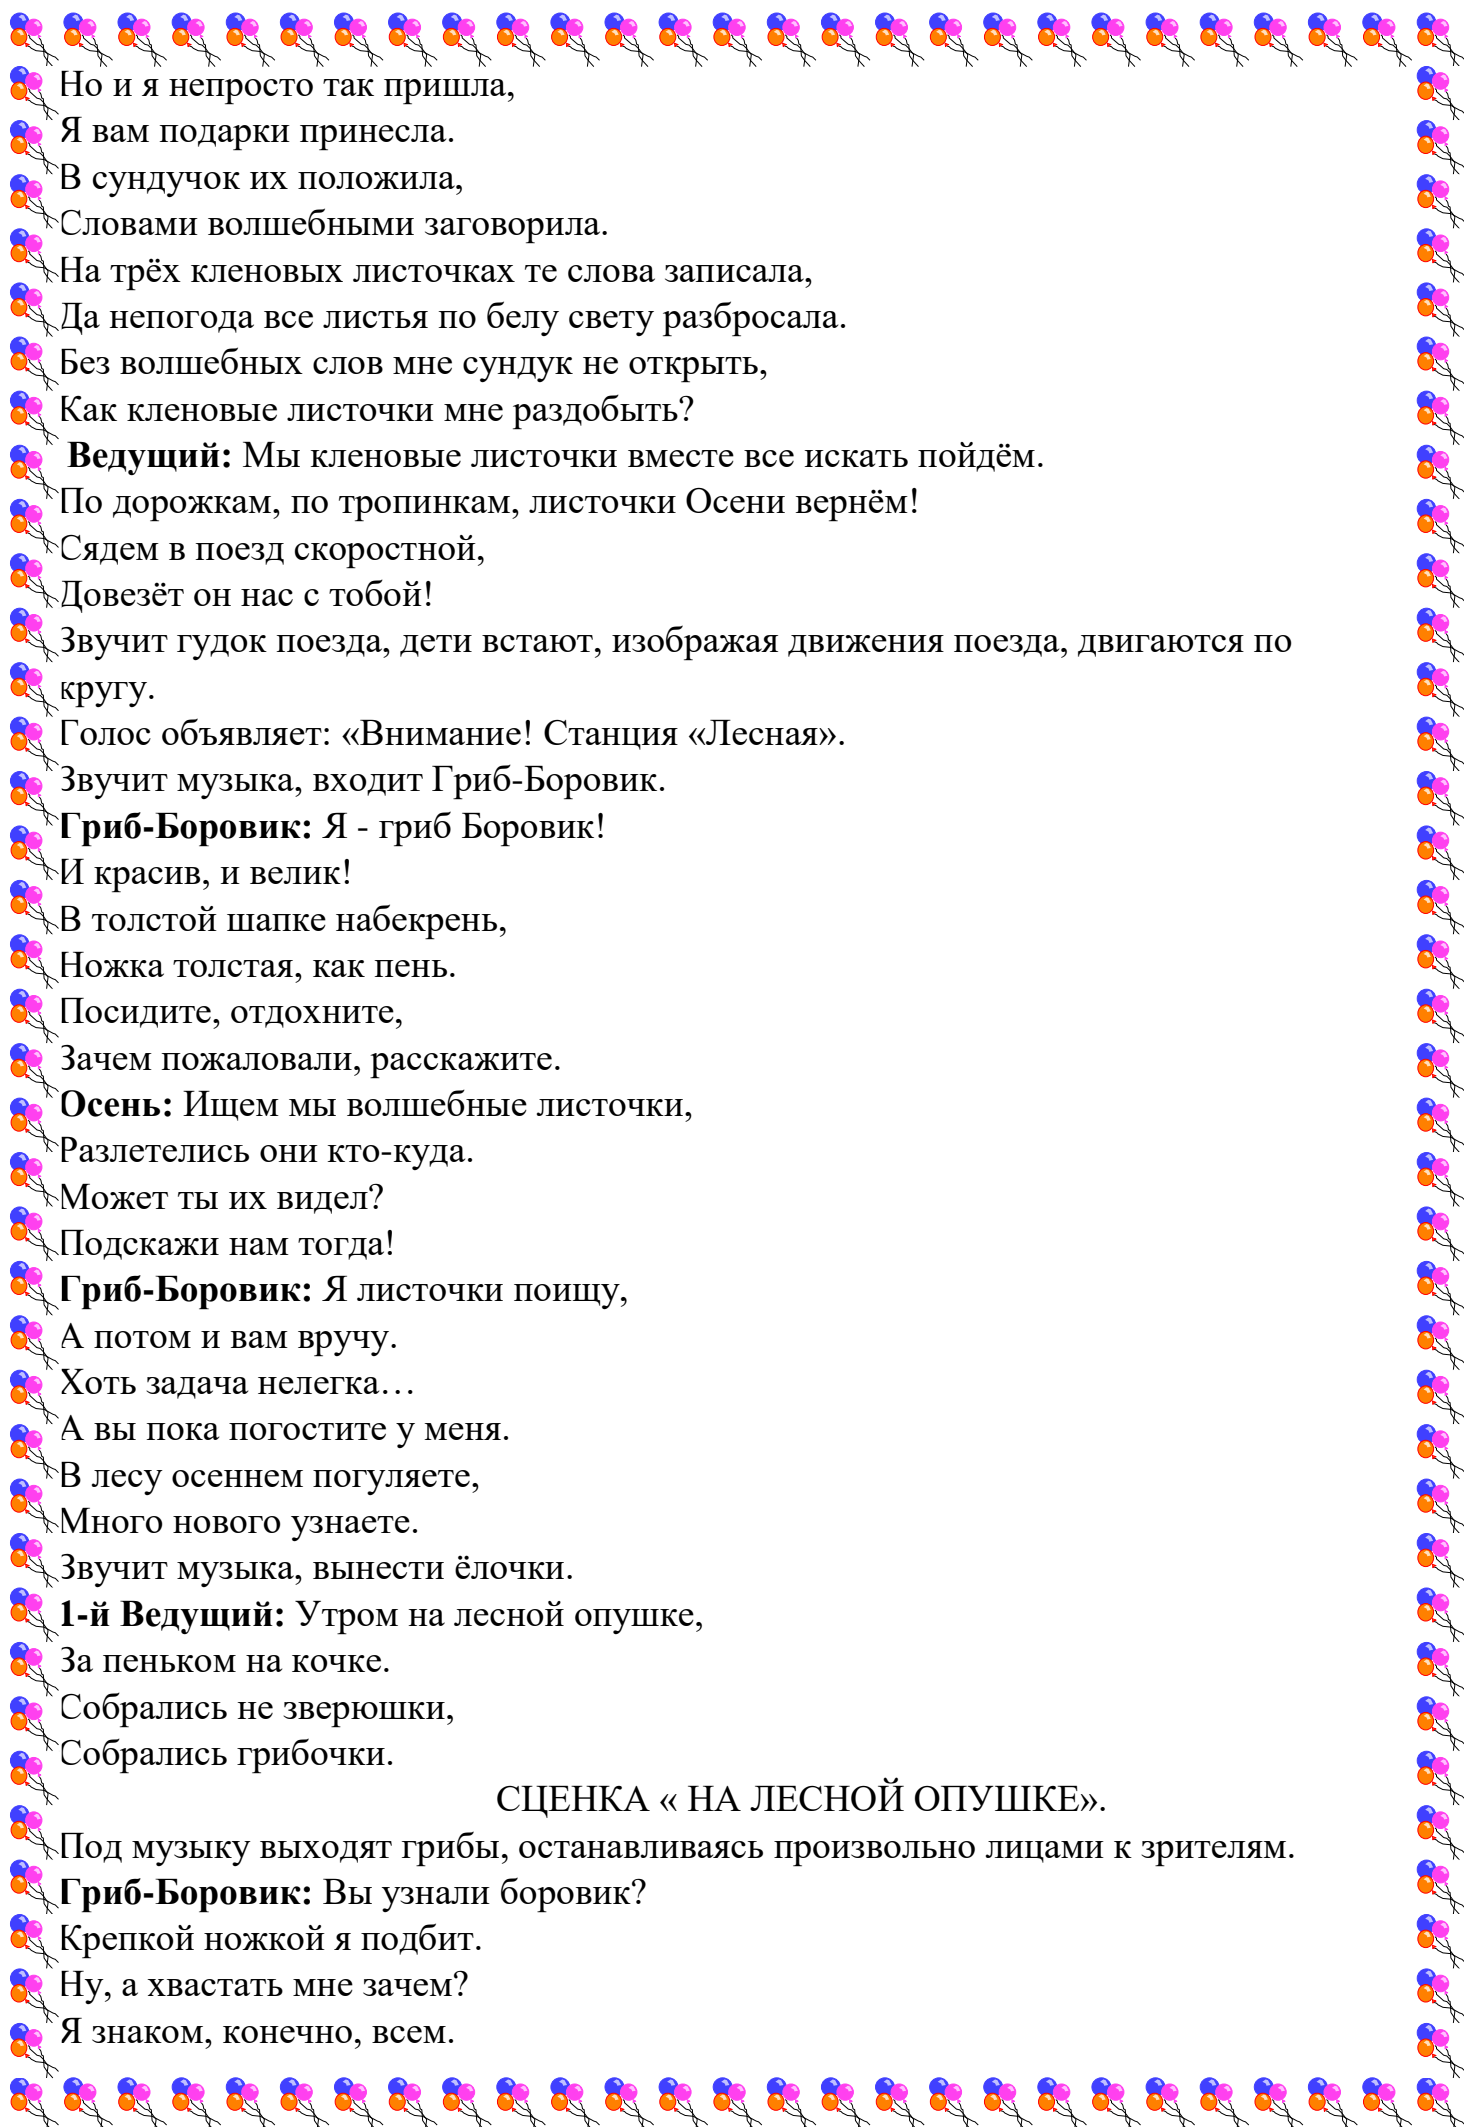 Но и я непросто так пришла,
Я вам подарки принесла.
В сундучок их положила,
Словами волшебными заговорила.
На трёх кленовых листочках те слова записала,
Да непогода все листья по белу свету разбросала.
Без волшебных слов мне сундук не открыть,
Как кленовые листочки мне раздобыть?
Ведущий: Мы кленовые листочки вместе все искать пойдём.
По дорожкам, по тропинкам, листочки Осени вернём!
Сядем в поезд скоростной,
Довезёт он нас с тобой!
Звучит гудок поезда, дети встают, изображая движения поезда, двигаются по
кругу.
Голос объявляет: «Внимание! Станция «Лесная».
Звучит музыка, входит Гриб-Боровик.
Гриб-Боровик: Я - гриб Боровик!
И красив, и велик!
В толстой шапке набекрень,
Ножка толстая, как пень.
Посидите, отдохните,
Зачем пожаловали, расскажите.
Осень: Ищем мы волшебные листочки,
Разлетелись они кто-куда.
Может ты их видел?
Подскажи нам тогда!
Гриб-Боровик: Я листочки поищу,
А потом и вам вручу.
Хоть задача нелегка…
А вы пока погостите у меня.
В лесу осеннем погуляете,
Много нового узнаете.
Звучит музыка, вынести ёлочки.
1-й Ведущий: Утром на лесной опушке,
За пеньком на кочке.
Собрались не зверюшки,
Собрались грибочки.
СЦЕНКА « НА ЛЕСНОЙ ОПУШКЕ».
Под музыку выходят грибы, останавливаясь произвольно лицами к зрителям.
Гриб-Боровик: Вы узнали боровик?
Крепкой ножкой я подбит.
Ну, а хвастать мне зачем?
Я знаком, конечно, всем.